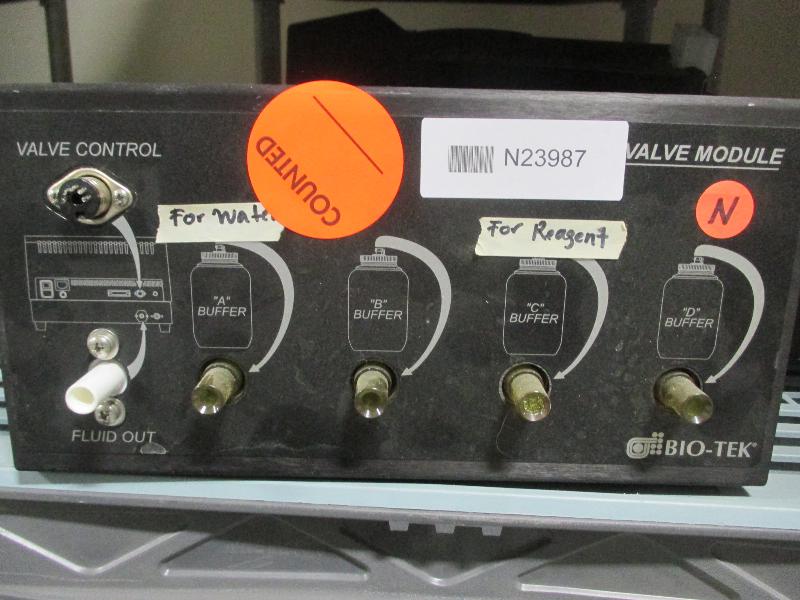 VALVE CONTROL
COUNTED
N23987
VALVE MODULE
For Wate
For Reagent
N
"A"
BUFFER
"B"
BUFFER
"C"
BUFFER
"D"
BUFFER
FLUID OUT
BIO-TEK®